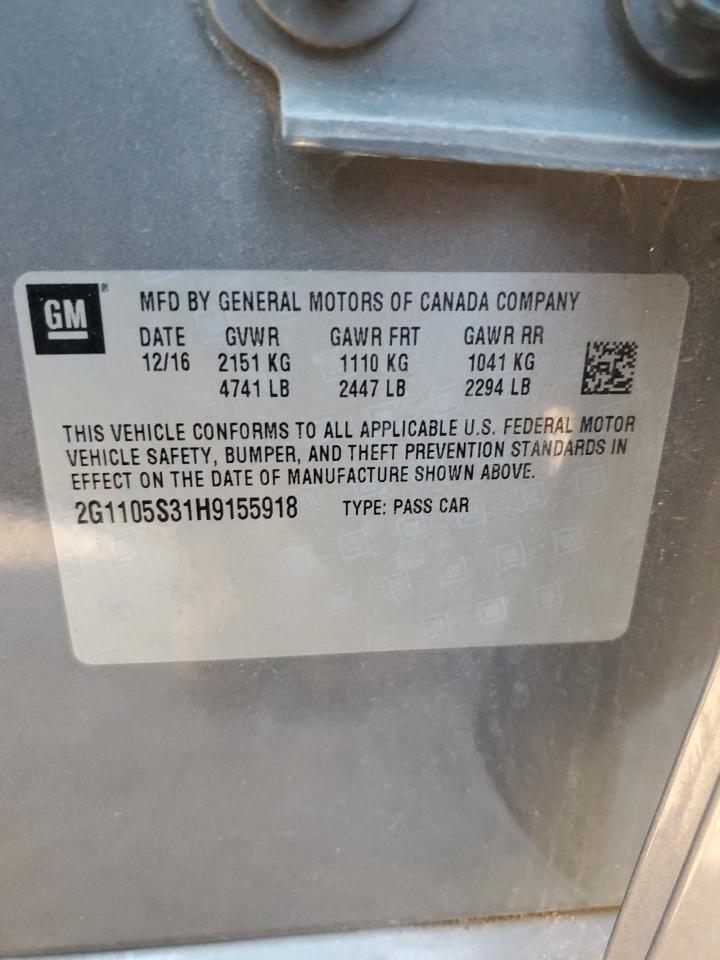 GM ®
MFD BY GENERAL MOTORS OF CANADA COMPANY
DATE GVWR GAWR FRT GAWR RR
12/16 2151 KG 1110 KG 1041 KG
4741 LB 2447 LB 2294 LB
THIS VEHICLE CONFORMS TO ALL APPLICABLE U.S. FEDERAL MOTOR
VEHICLE SAFETY, BUMPER, AND THEFT PREVENTION STANDARDS IN
EFFECT ON THE DATE OF MANUFACTURE SHOWN ABOVE.
2G1105S31H9155918 TYPE: PASS CAR